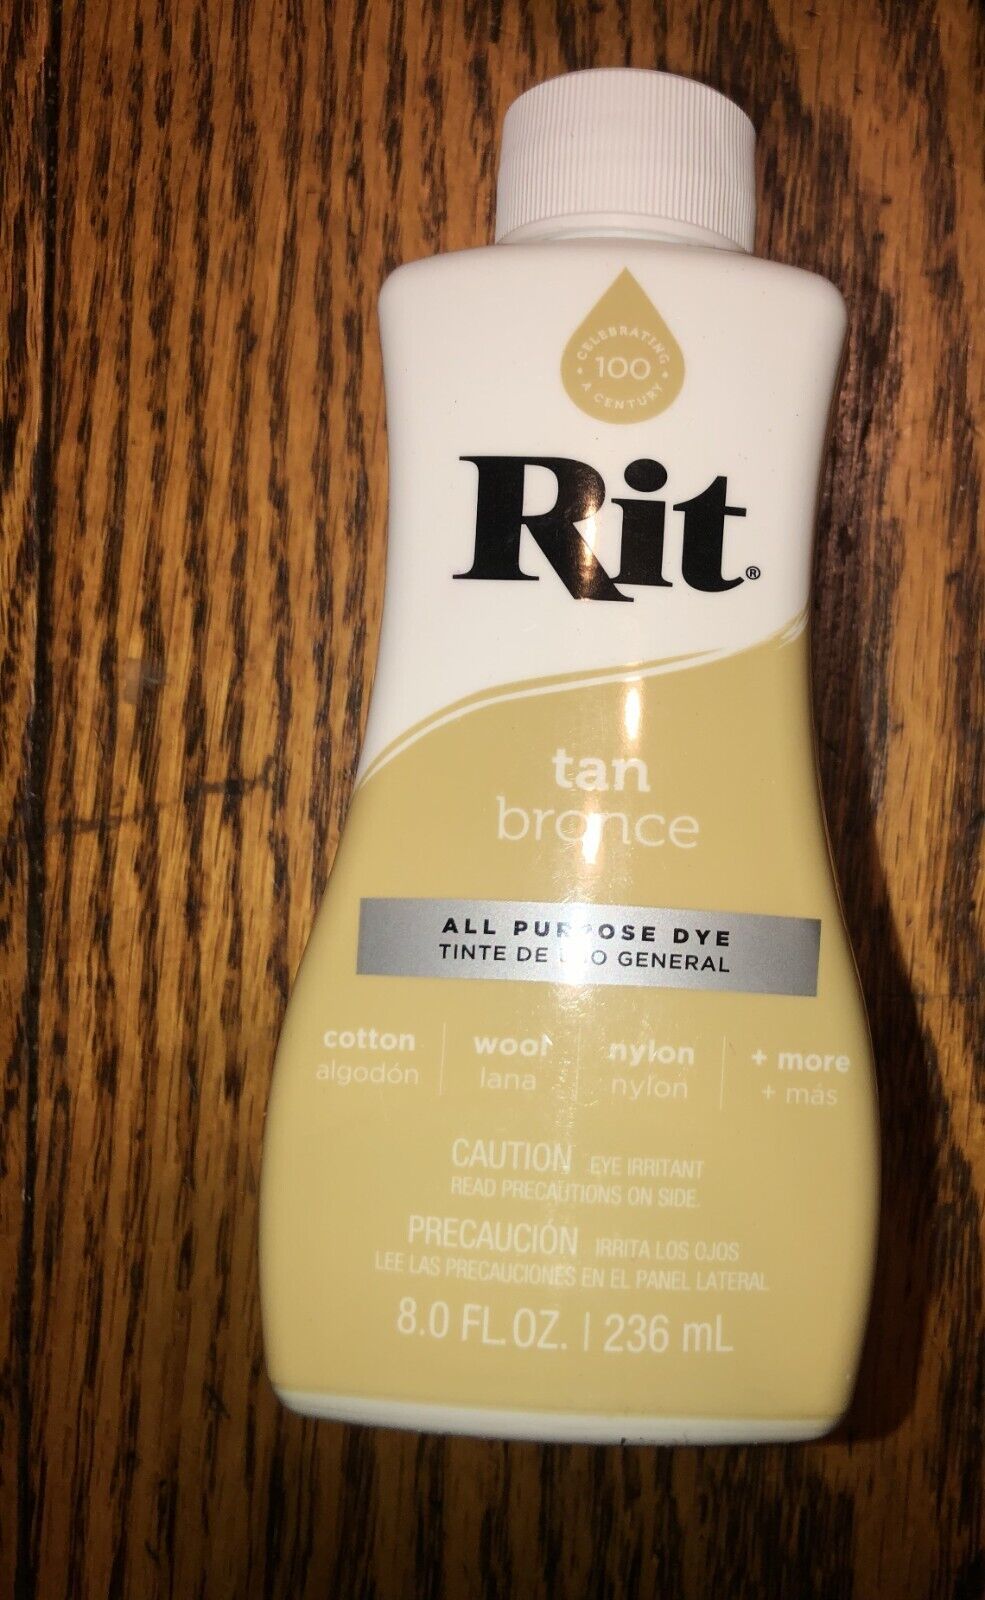 CELEBRATING
100
A CENTURY
Rit®
tan
bronce
ALL PURPOSE DYE
TINTE DE USO GENERAL
cotton
algodón
wool
lana
nylon
nylon
+ more
+ más
CAUTION EYE IRRITANT
READ PRECAUTIONS ON SIDE.
PRECAUCIÓN IRRITA LOS OJOS
LEE LAS PRECAUCIONES EN EL PANEL LATERAL
8.0 FL.OZ. | 236 mL